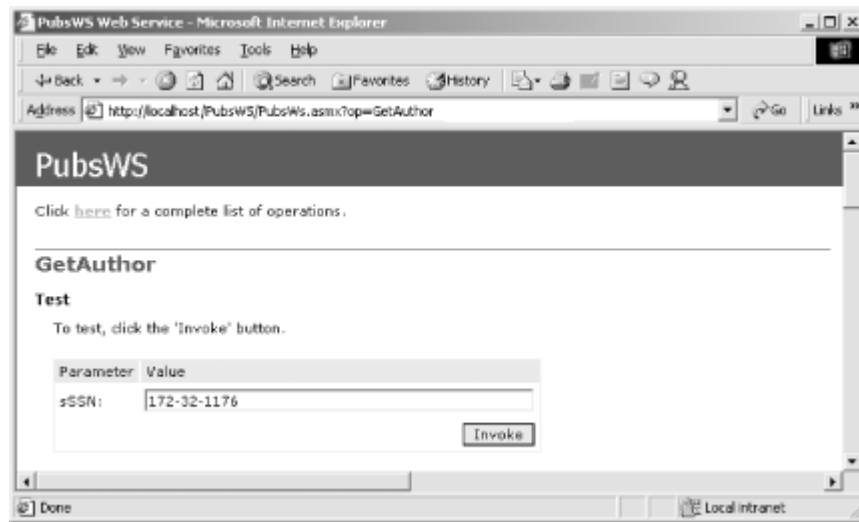 PubsWS Web Service - Microsoft Internet Explorer
File Edit View Favorites Tools Help
Back Search Favorites History
Address http://localhost/PubsWS/PubsWs.asmx?op=GetAuthor Go Links »
PubsWS
Click here for a complete list of operations.
GetAuthor
Test
To test, click the 'Invoke' button.
Parameter Value
sSSN: 172-32-1176
Invoke
Done Local intranet